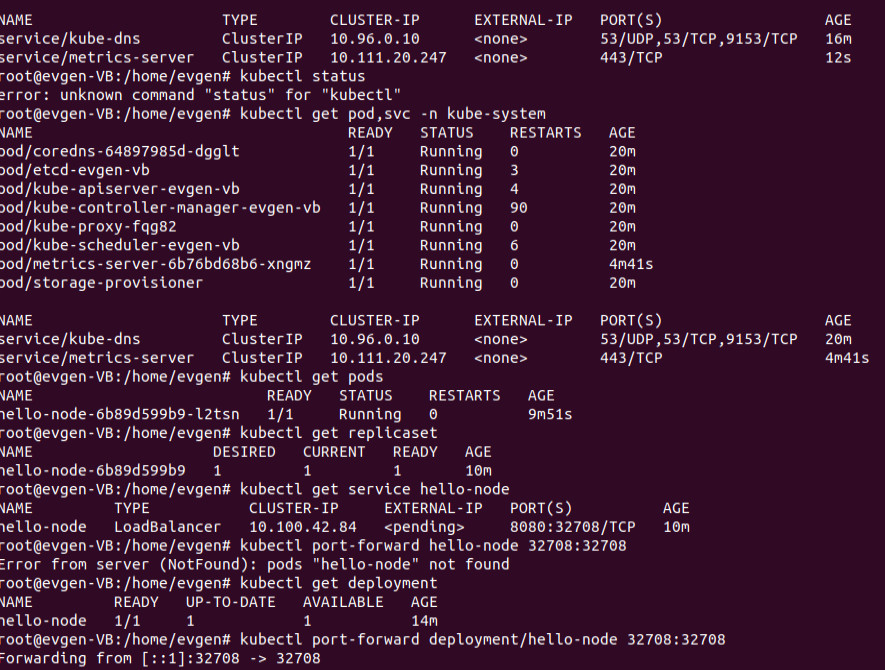 NAME TYPE CLUSTER-IP EXTERNAL-IP PORT(S) AGE
service/kube-dns ClusterIP 10.96.0.10 <none> 53/UDP,53/TCP,9153/TCP 16m
service/metrics-server ClusterIP 10.111.20.247 <none> 443/TCP 12s
root@evgen-VB:/home/evgen# kubectl status
error: unknown command "status" for "kubectl"
root@evgen-VB:/home/evgen# kubectl get pod,svc -n kube-system
NAME READY STATUS RESTARTS AGE
pod/coredns-64897985d-dgglt 1/1 Running 0 20m
pod/etcd-evgen-vb 1/1 Running 3 20m
pod/kube-apiserver-evgen-vb 1/1 Running 4 20m
pod/kube-controller-manager-evgen-vb 1/1 Running 90 20m
pod/kube-proxy-fqg82 1/1 Running 0 20m
pod/kube-scheduler-evgen-vb 1/1 Running 6 20m
pod/metrics-server-6b76bd68b6-xngmz 1/1 Running 0 4m41s
pod/storage-provisioner 1/1 Running 0 20m
NAME TYPE CLUSTER-IP EXTERNAL-IP PORT(S) AGE
service/kube-dns ClusterIP 10.96.0.10 <none> 53/UDP,53/TCP,9153/TCP 20m
service/metrics-server ClusterIP 10.111.20.247 <none> 443/TCP 4m41s
root@evgen-VB:/home/evgen# kubectl get pods
NAME READY STATUS RESTARTS AGE
hello-node-6b89d599b9-l2tsn 1/1 Running 0 9m51s
root@evgen-VB:/home/evgen# kubectl get replicaset
NAME DESIRED CURRENT READY AGE
hello-node-6b89d599b9 1 1 1 10m
root@evgen-VB:/home/evgen# kubectl get service hello-node
NAME TYPE CLUSTER-IP EXTERNAL-IP PORT(S) AGE
hello-node LoadBalancer 10.100.42.84 <pending> 8080:32708/TCP 10m
root@evgen-VB:/home/evgen# kubectl port-forward hello-node 32708:32708
Error from server (NotFound): pods "hello-node" not found
root@evgen-VB:/home/evgen# kubectl get deployment
NAME READY UP-TO-DATE AVAILABLE AGE
hello-node 1/1 1 1 14m
root@evgen-VB:/home/evgen# kubectl port-forward deployment/hello-node 32708:32708
Forwarding from [::1]:32708 -> 32708